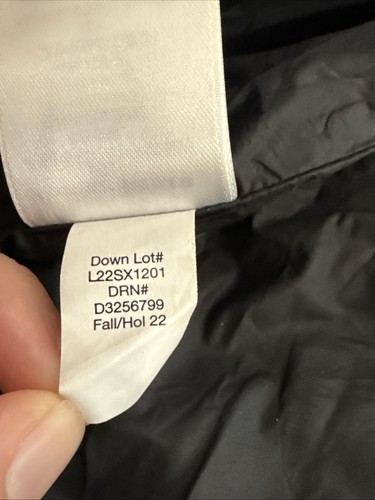 Down Lot#
L22SX1201
DRN#
D3256799
Fall/Hol 22